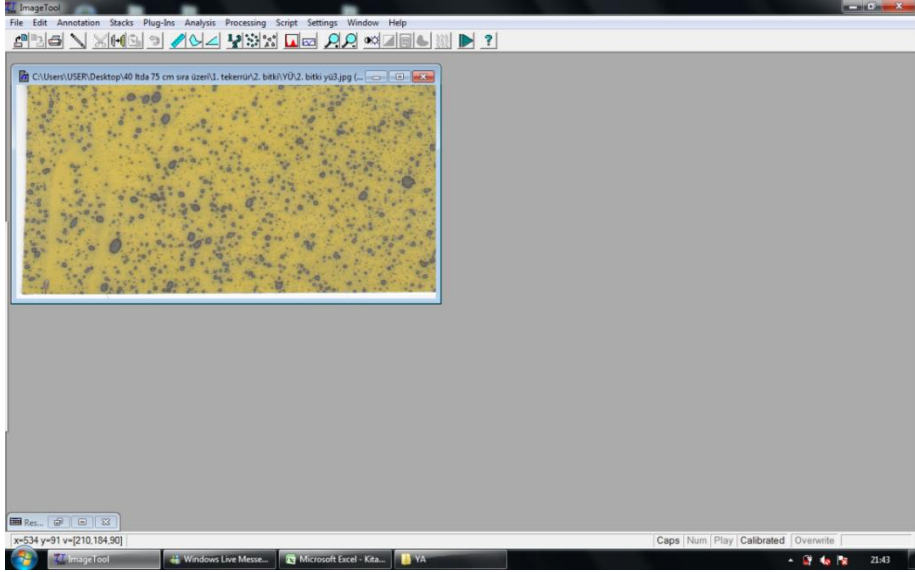 ImageTool
File Edit Annotation Stacks Plug-Ins Analysis Processing Script Settings Window Help
C:\Users\USER\Desktop\40 ltda 75 cm sıra üzeri\1. tekerrür\2. bitki\YÜ\2. bitki yü3.jpg (...
Res...
x=534 y=91 v=[210,184,90]
Caps Num Play Calibrated Overwrite
ImageTool Windows Live Messe... Microsoft Excel - Kita... YA 21:43